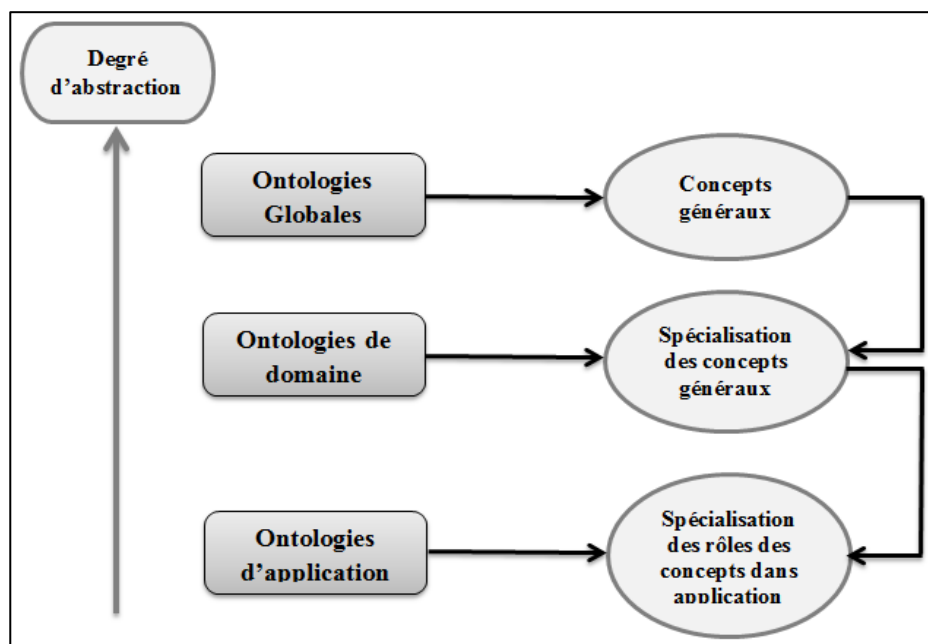 Degré
d'abstraction
Ontologies
Globales
Concepts
généraux
Ontologies de
domaine
Spécialisation
des concepts
généraux
Ontologies
d'application
Spécialisation
des rôles des
concepts dans
application